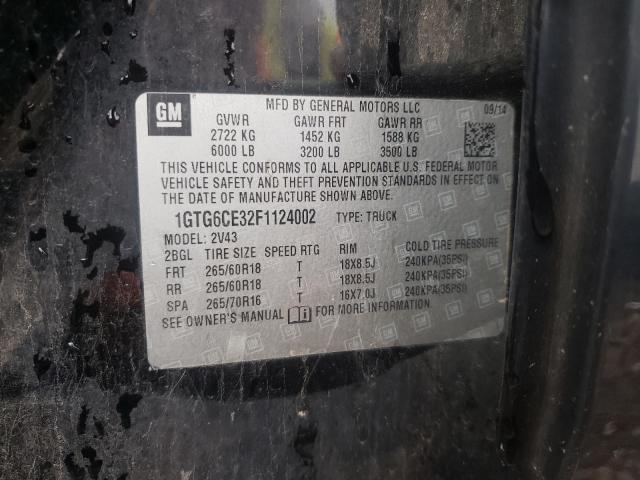 GM
MFD BY GENERAL MOTORS LLC
09/14
GVWR GAWR FRT GAWR RR
2722 KG 1452 KG 1588 KG
6000 LB 3200 LB 3500 LB
THIS VEHICLE CONFORMS TO ALL APPLICABLE U.S. FEDERAL MOTOR
VEHICLE SAFETY AND THEFT PREVENTION STANDARDS IN EFFECT ON
THE DATE OF MANUFACTURE SHOWN ABOVE.
1GTG6CE32F1124002 TYPE: TRUCK
MODEL: 2V43
2BGL TIRE SIZE SPEED RTG RIM COLD TIRE PRESSURE
FRT 265/60R18 T 18X8.5J 240KPA(35PSI)
RR 265/60R18 T 18X8.5J 240KPA(35PSI)
SPA 265/70R16 T 16X7.0J 240KPA(35PSI)
SEE OWNER'S MANUAL i FOR MORE INFORMATION.